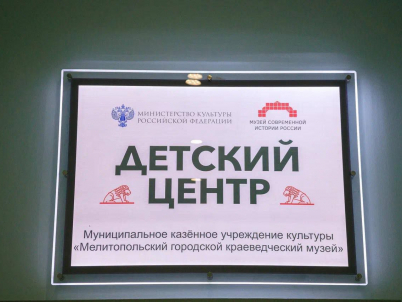 МИНИСТЕРСТВО КУЛЬТУРЫ
РОССИЙСКОЙ ФЕДЕРАЦИИ
МУЗЕЙ СОВРЕМЕННОЙ
ИСТОРИИ РОССИИ
ДЕТСКИЙ
ЦЕНТР
Муниципальное казённое учреждение культуры
«Мелитопольский городской краеведческий музей»